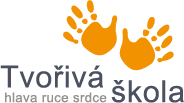 Tvořivá
hlava ruce srdce škola